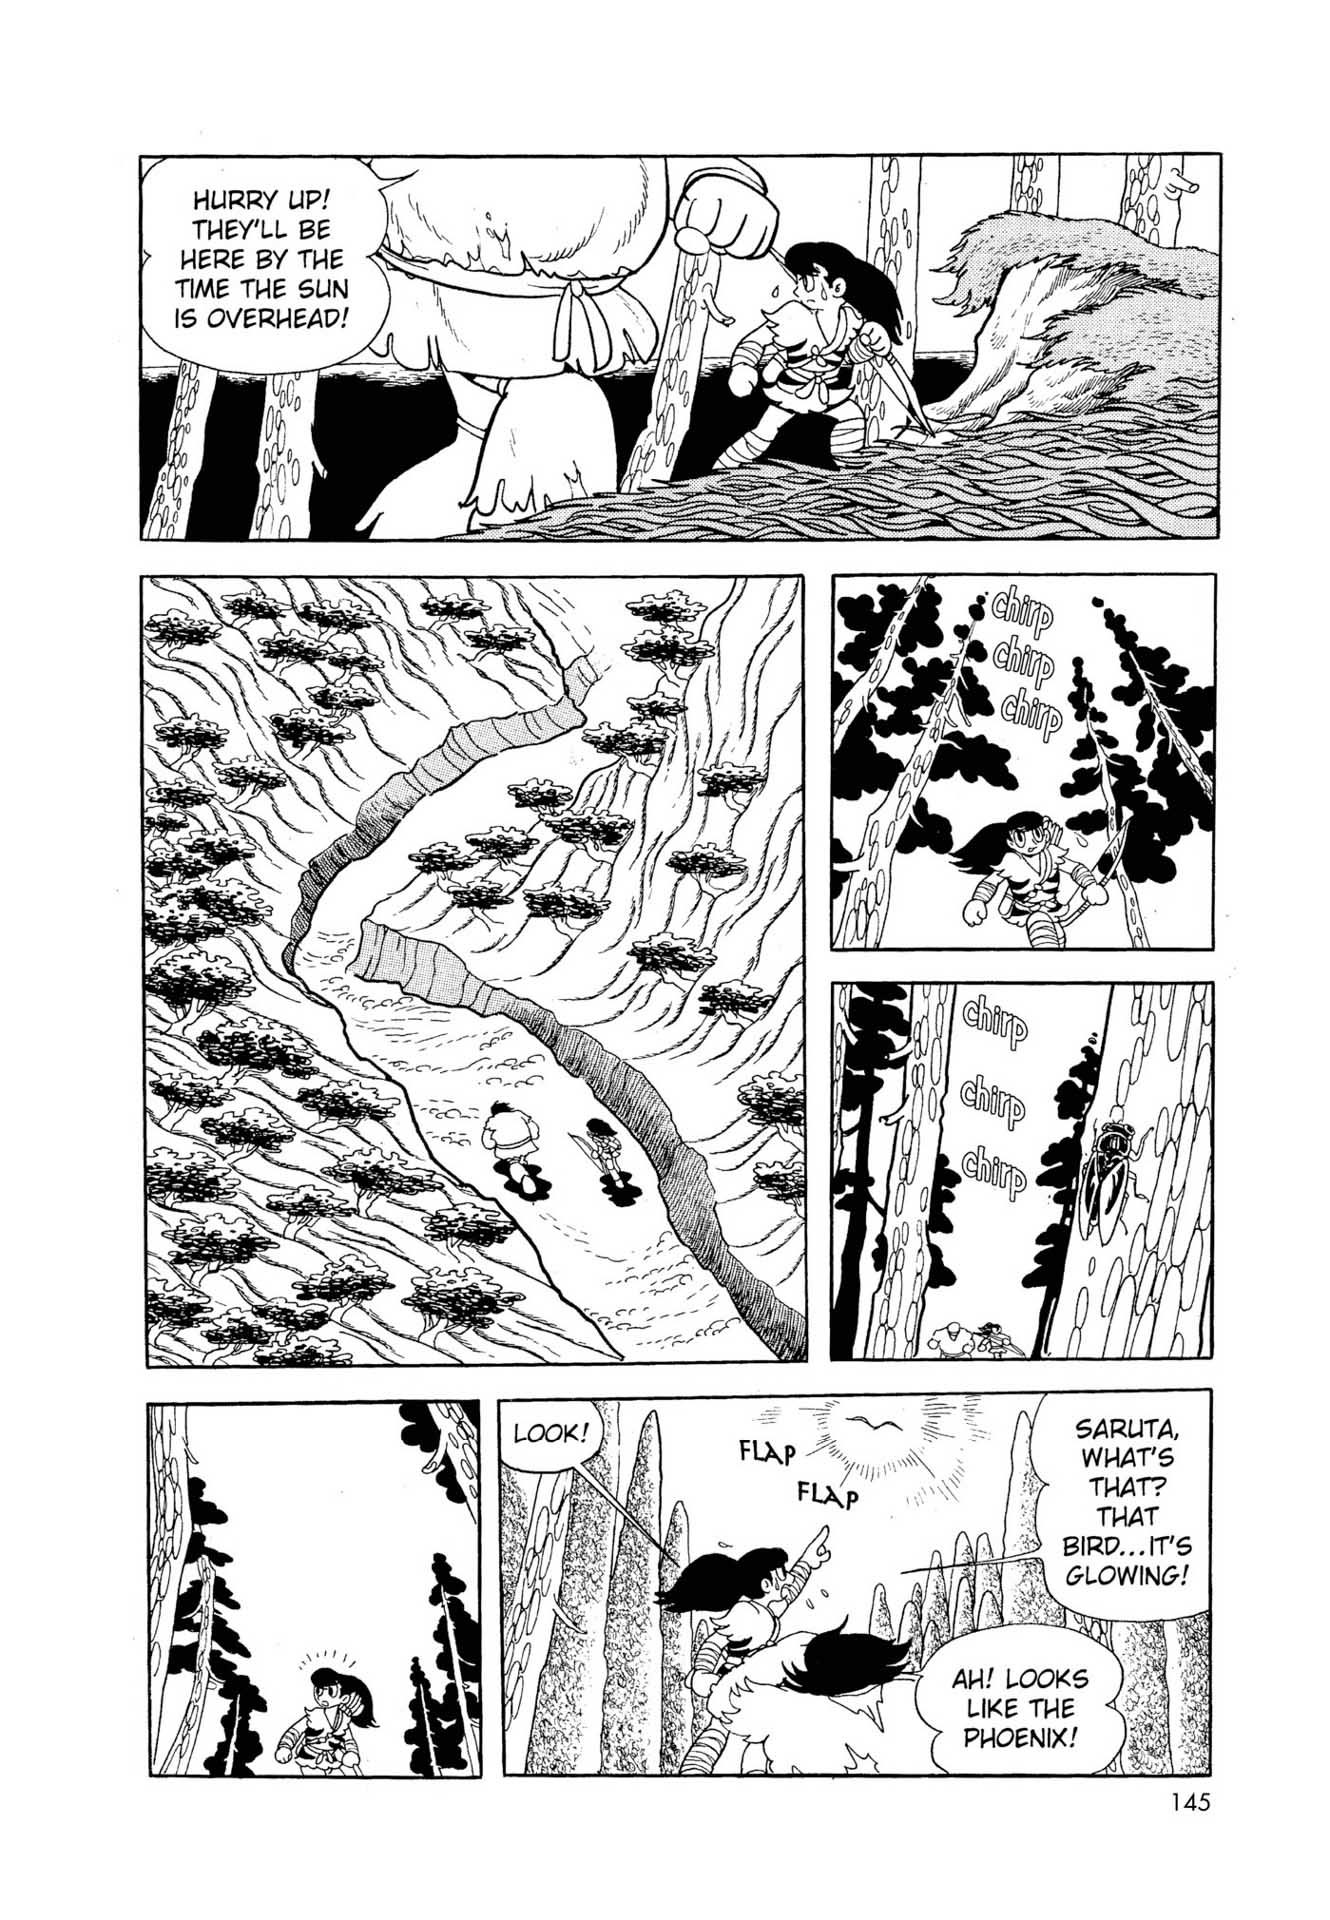 HURRY UP!
THEY'LL BE
HERE BY THE
TIME THE SUN
IS OVERHEAD!
chirp
chirp
chirp
chirp
chirp
chirp
LOOK!
FLAP
FLAP
SARUTA,
WHAT'S
THAT?
THAT
BIRD...IT'S
GLOWING!
AH! LOOKS
LIKE THE
PHOENIX!
145